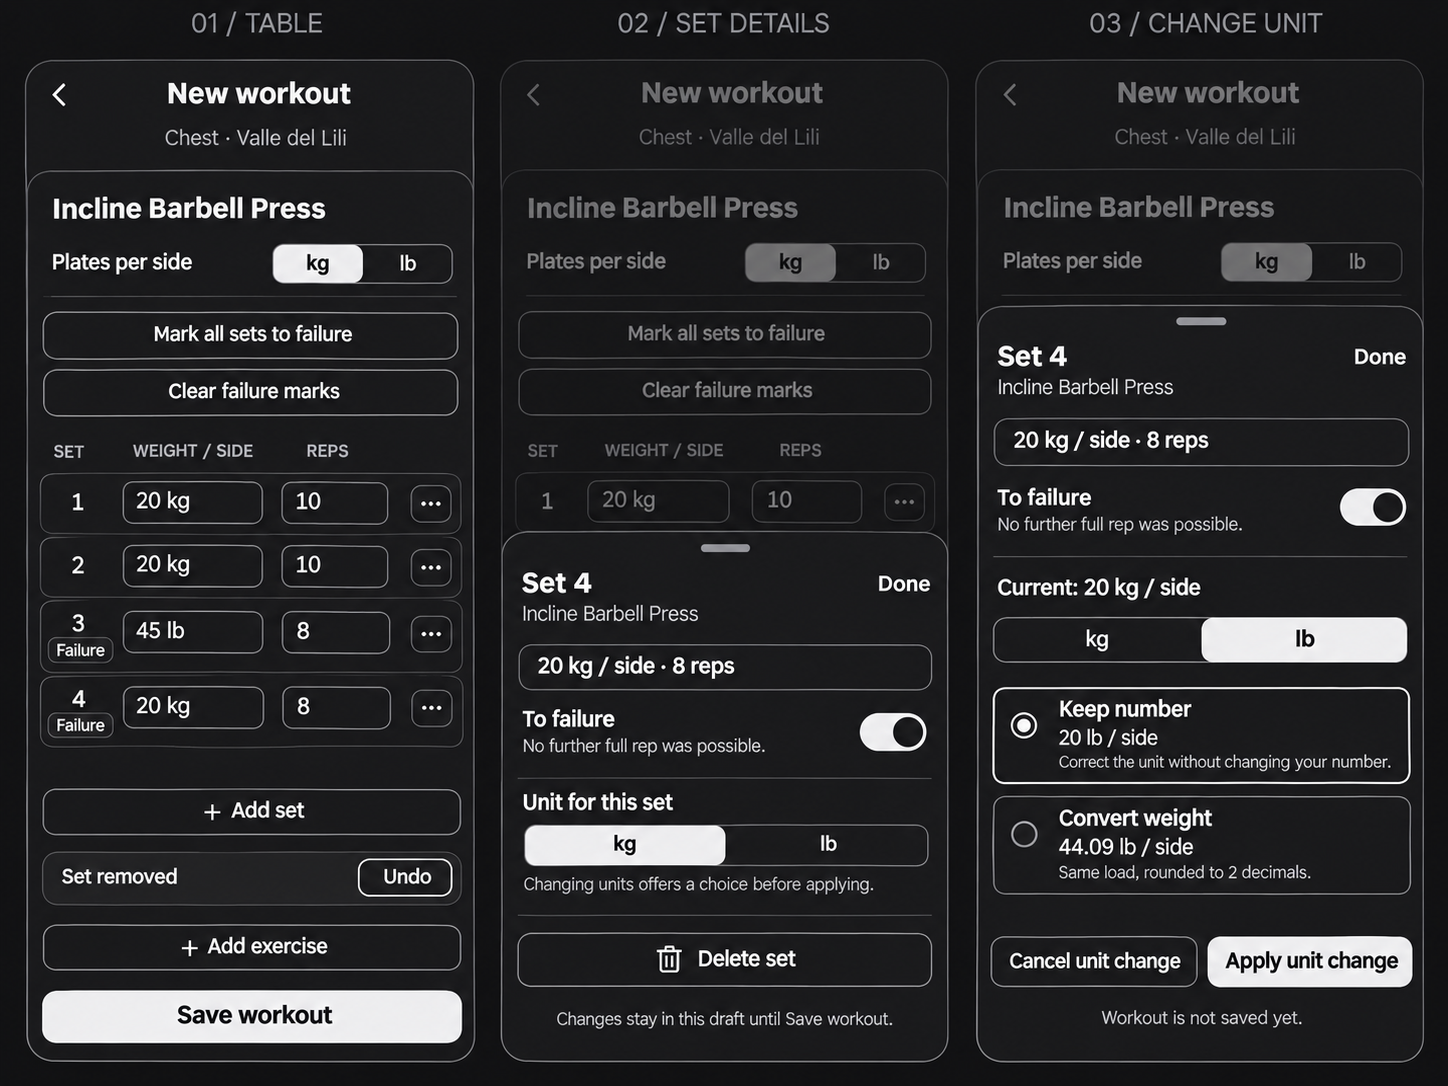 01 / TABLE
New workout
Chest · Valle del Lili
Incline Barbell Press
Plates per side kg lb
Mark all sets to failure
Clear failure marks
SET WEIGHT / SIDE REPS
1 20 kg 10 •••
2 20 kg 10 •••
3 45 lb 8 •••
Failure
4 20 kg 8 •••
Failure
+ Add set
Set removed Undo
+ Add exercise
Save workout
02 / SET DETAILS
New workout
Chest · Valle del Lili
Incline Barbell Press
Plates per side kg lb
Mark all sets to failure
Clear failure marks
SET WEIGHT / SIDE REPS
1 20 kg 10 •••
Set 4 Done
Incline Barbell Press
20 kg / side · 8 reps
To failure
No further full rep was possible.
Unit for this set
kg lb
Changing units offers a choice before applying.
Delete set
Changes stay in this draft until Save workout.
03 / CHANGE UNIT
New workout
Chest · Valle del Lili
Incline Barbell Press
Plates per side kg lb
Set 4 Done
Incline Barbell Press
20 kg / side · 8 reps
To failure
No further full rep was possible.
Current: 20 kg / side
kg lb
Keep number
20 lb / side
Correct the unit without changing your number.
Convert weight
44.09 lb / side
Same load, rounded to 2 decimals.
Cancel unit change Apply unit change
Workout is not saved yet.